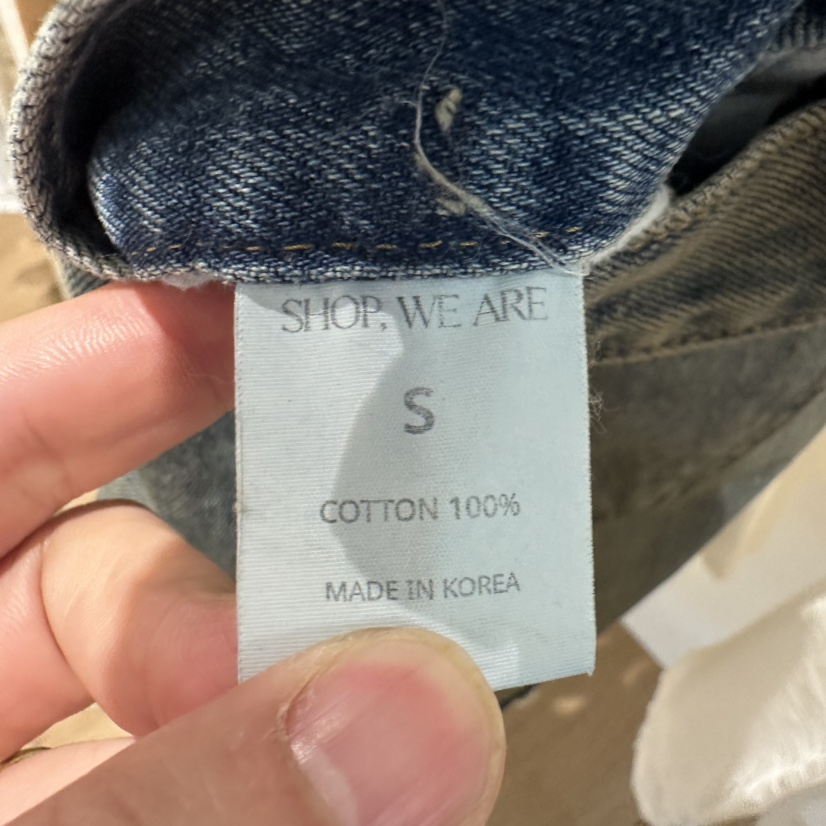 SHOP, WE ARE
S
COTTON 100%
MADE IN KOREA